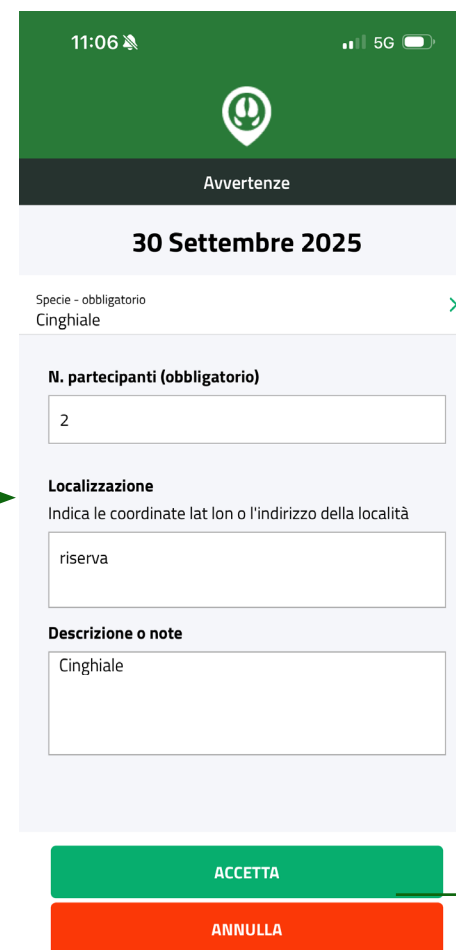 11:06
5G
Avvertenze
30 Settembre 2025
Specie - obbligatorio
Cinghiale
N. partecipanti (obbligatorio)
2
Localizzazione
Indica le coordinate lat lon o l'indirizzo della località
riserva
Descrizione o note
Cinghiale
ACCETTA
ANNULLA